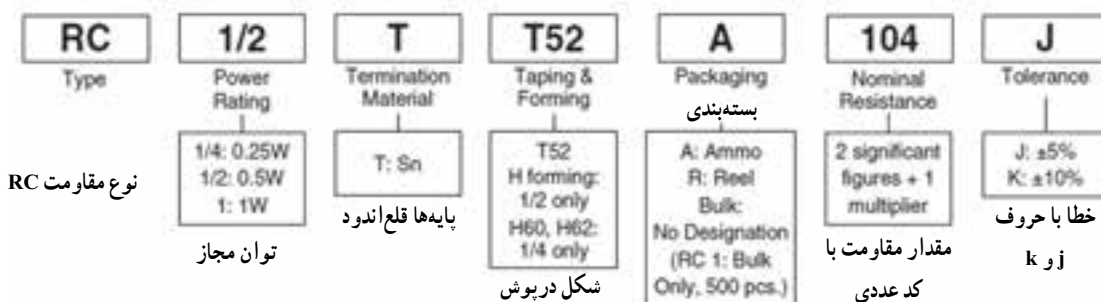 RC
Type
نوع مقاومت RC
1/2
Power
Rating
1/4: 0.25W
1/2: 0.5W
1: 1W
توان مجاز
T
Termination
Material
T: Sn
پایه‌ها قلع‌اندود
T52
Taping &
Forming
T52
H forming:
1/2 only
H60, H62:
1/4 only
شکل درپوش
A
Packaging
بسته‌بندی
A: Ammo
R: Reel
Bulk:
No Designation
(RC 1: Bulk
Only, 500 pcs.)
104
Nominal
Resistance
2 significant
figures + 1
multiplier
مقدار مقاومت با
کد عددی
J
Tolerance
J: ±5%
K: ±10%
خطا با حروف
j و k